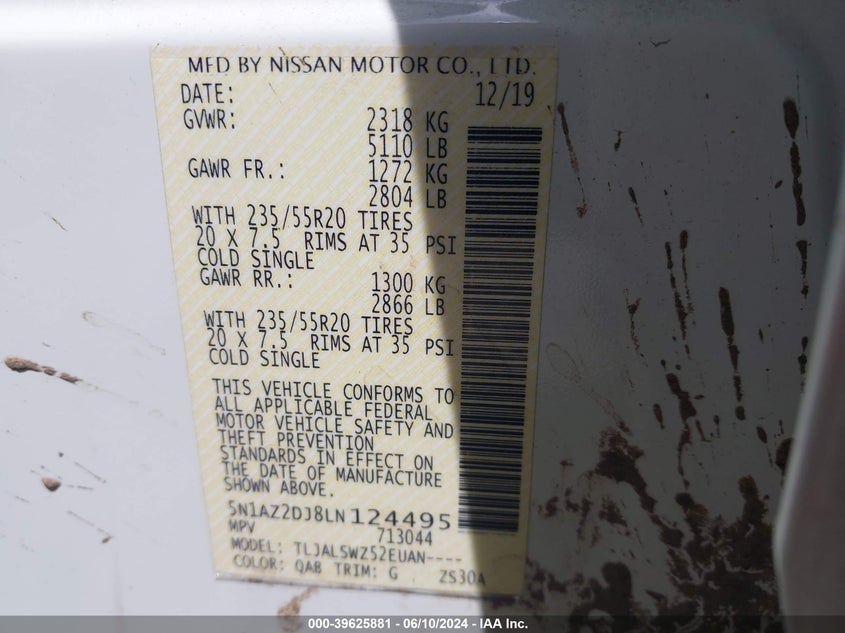 MFD BY NISSAN MOTOR CO., LTD.
DATE: 12/19
GVWR: 2318 KG
5110 LB
GAWR FR.: 1272 KG
2804 LB
WITH 235/55R20 TIRES
20 X 7.5 RIMS AT 35 PSI
COLD SINGLE
GAWR RR.: 1300 KG
2866 LB
WITH 235/55R20 TIRES
20 X 7.5 RIMS AT 35 PSI
COLD SINGLE
THIS VEHICLE CONFORMS TO
ALL APPLICABLE FEDERAL
MOTOR VEHICLE SAFETY AND
THEFT PREVENTION
STANDARDS IN EFFECT ON
THE DATE OF MANUFACTURE
SHOWN ABOVE.
5N1AZ2DJ8LN124495
MPV 713044
MODEL: TLJALSWZ52EUAN----
COLOR: QAB TRIM: G ZS30A
000-39625881 - 06/10/2024 - IAA Inc.